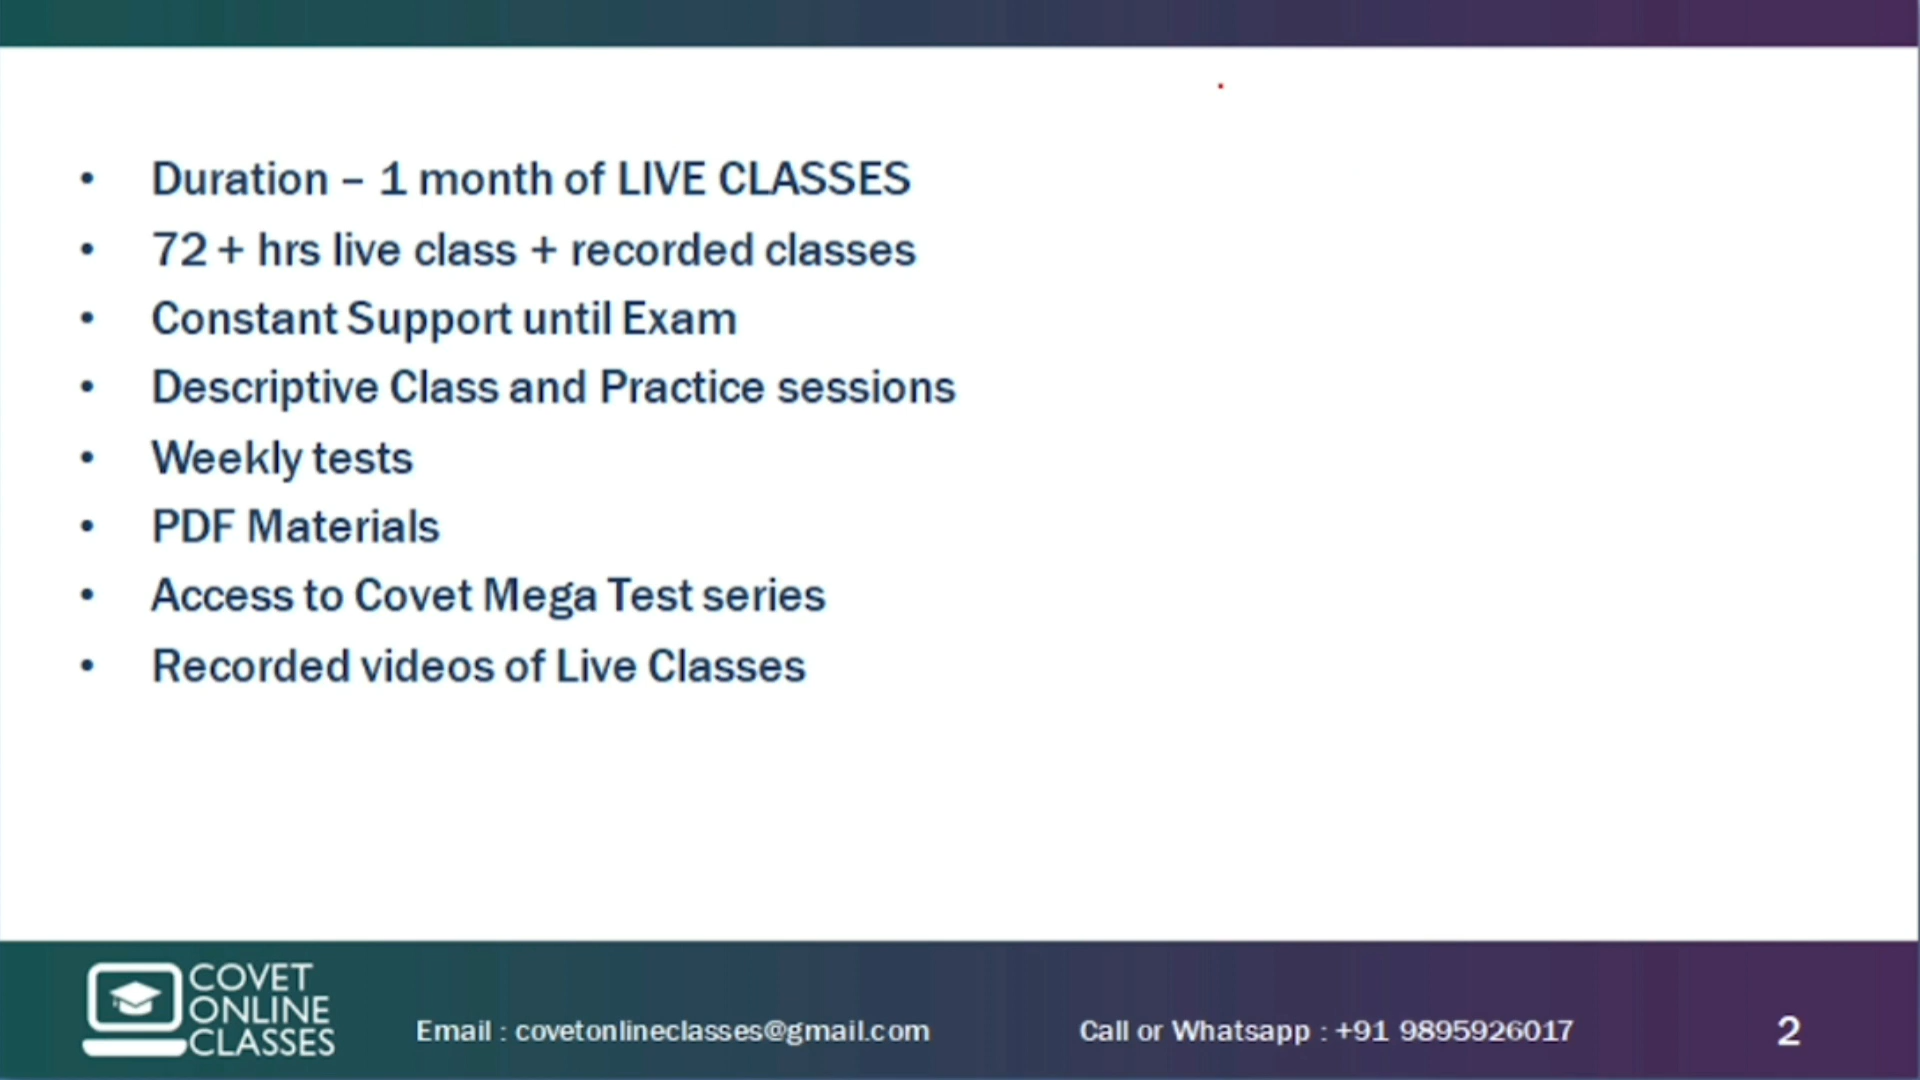 • Duration – 1 month of LIVE CLASSES
• 72 + hrs live class + recorded classes
• Constant Support until Exam
• Descriptive Class and Practice sessions
• Weekly tests
• PDF Materials
• Access to Covet Mega Test series
• Recorded videos of Live Classes
COVET
ONLINE
CLASSES
Email : covetonlineclasses@gmail.com
Call or Whatsapp : +91 9895926017
2